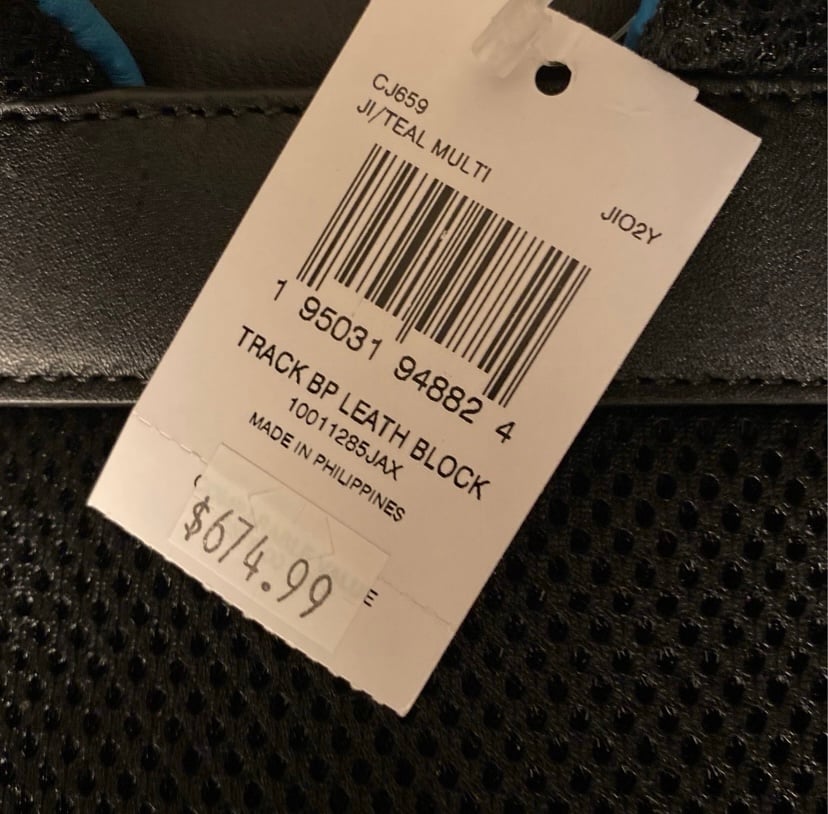 CJ659
JI/TEAL MULTI
JIO2Y
1 95031 94882 4
TRACK BP LEATH BLOCK
10011285JAX
MADE IN PHILIPPINES
$674.99
E